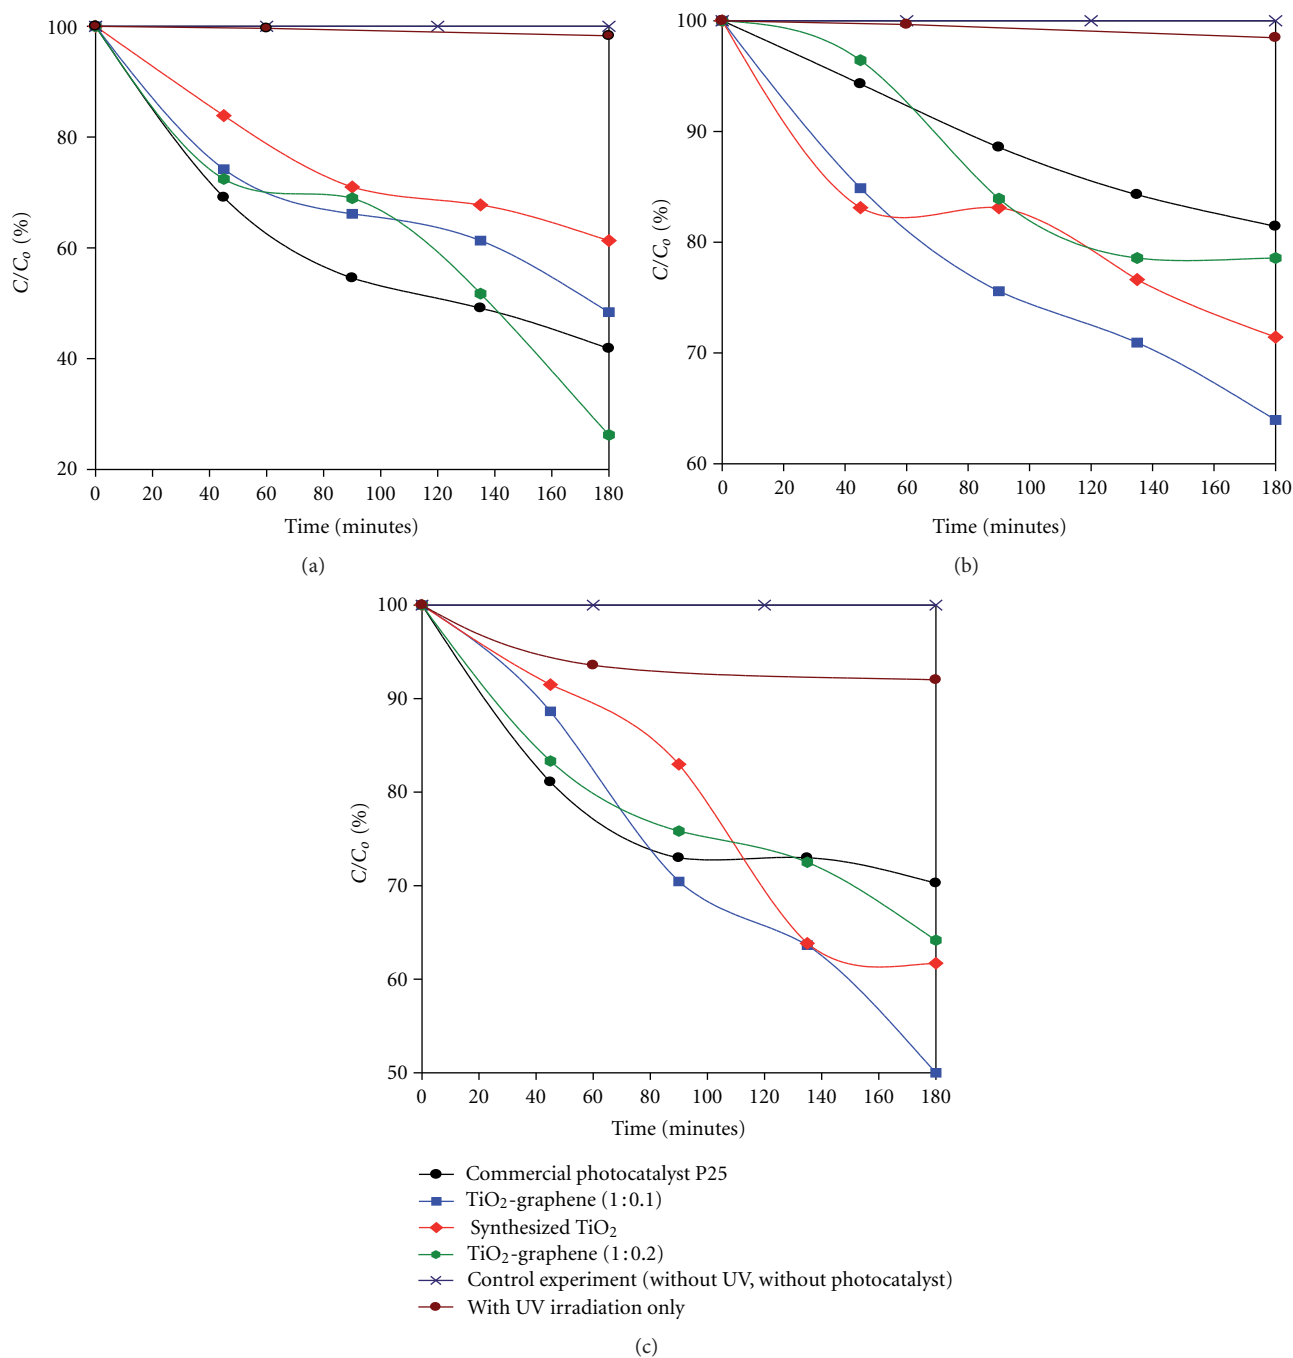 100
80
60
40
20
C/Co (%)
0 20 40 60 80 100 120 140 160 180
Time (minutes)
(a)
100
90
80
70
60
C/Co (%)
0 20 40 60 80 100 120 140 160 180
Time (minutes)
(b)
100
90
80
70
60
50
C/Co (%)
0 20 40 60 80 100 120 140 160 180
Time (minutes)
Commercial photocatalyst P25
TiO2-graphene (1:0.1)
Synthesized TiO2
TiO2-graphene (1:0.2)
Control experiment (without UV, without photocatalyst)
With UV irradiation only
(c)